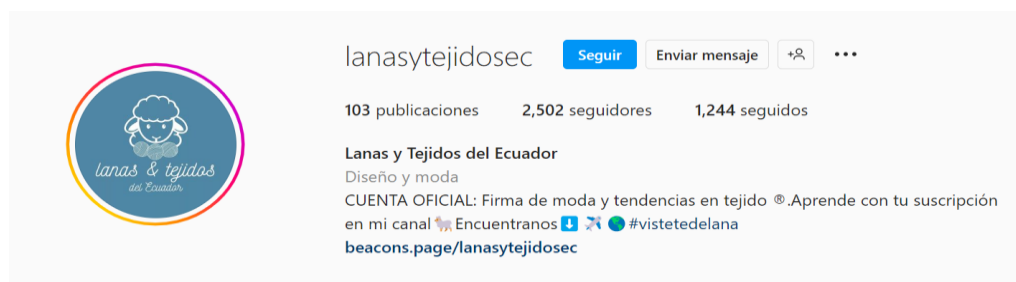 lanas & tejidos
del Ecuador
lanasytejidosec Seguir Enviar mensaje
103 publicaciones 2,502 seguidores 1,244 seguidos
Lanas y Tejidos del Ecuador
Diseño y moda
CUENTA OFICIAL: Firma de moda y tendencias en tejido ®.Aprende con tu suscripción
en mi canal🐑Encuentranos⬇️ ✈️ 🌎#vistetedelana
beacons.page/lanasytejidosec